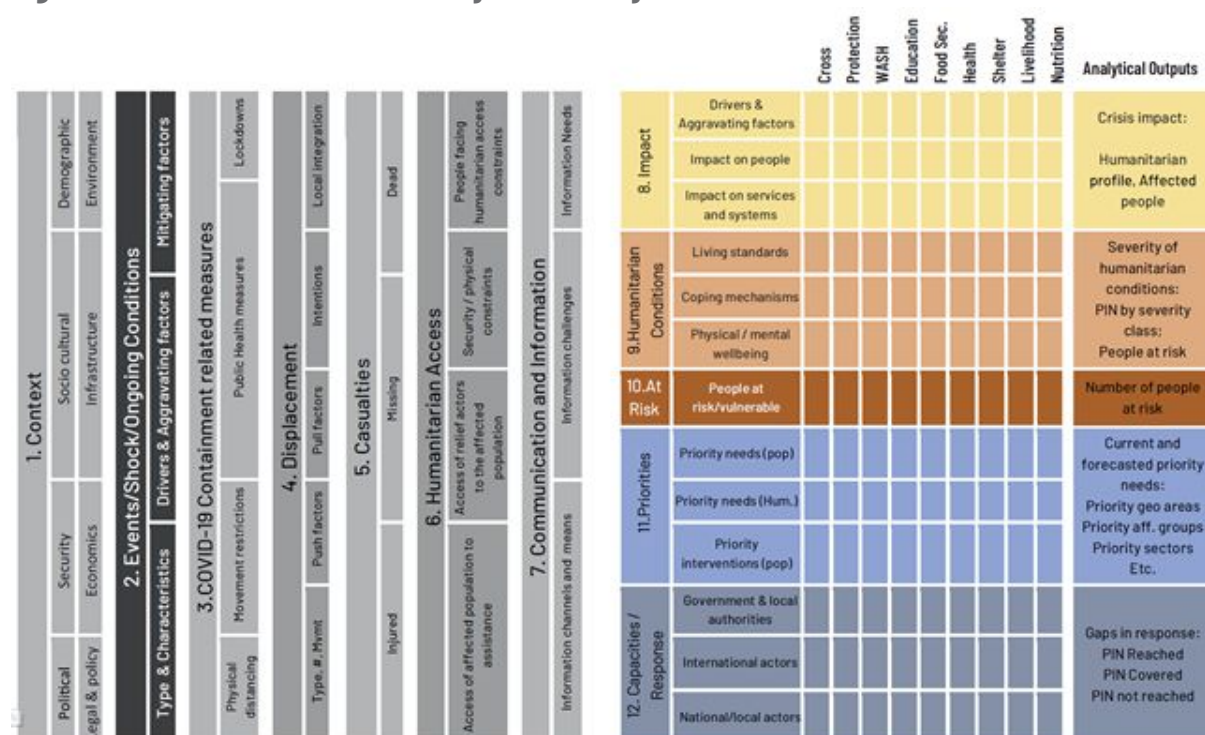 1. Context
Political
Security
Socio cultural
Demographic
egal & policy
Economics
Infrastructure
Environment
2. Events/Shock/Ongoing Conditions
Type & Characteristics
Drivers & Aggravating factors
Mitigating factors
3.COVID-19 Containment related measures
Physical
distancing
Movement restrictions
Public Health measures
Lockdowns
4. Displacement
Type, #, Mvmt
Push factors
Pull factors
Intentions
Local integration
5. Casualties
Injured
Missing
Dead
6. Humanitarian Access
Access of affected population to
assistance
Access of relief actors
to the affected
population
Security / physical
constraints
People facing
humanitarian access
constraints
7. Communication and Information
Information channels and means
Information challenges
Information Needs
Cross
Protection
WASH
Education
Food Sec.
Health
Shelter
Livelihood
Nutrition
Analytical Outputs
8. Impact
Drivers &
Aggravating factors
Impact on people
Impact on services
and systems
Crisis impact:
Humanitarian
profile, Affected
people
9.Humanitarian
Conditions
Living standards
Coping mechanisms
Physical / mental
wellbeing
Severity of
humanitarian
conditions:
PIN by severity
class;
People at risk
10.At
Risk
People at
risk/vulnerable
Number of people
at risk
11.Priorities
Priority needs (pop)
Priority needs (Hum.)
Priority
interventions (pop)
Current and
forecasted priority
needs:
Priority geo areas
Priority aff. groups
Priority sectors
Etc.
12. Capacities /
Response
Government & local
authorities
International actors
National/local actors
Gaps in response:
PIN Reached
PIN Covered
PIN not reached